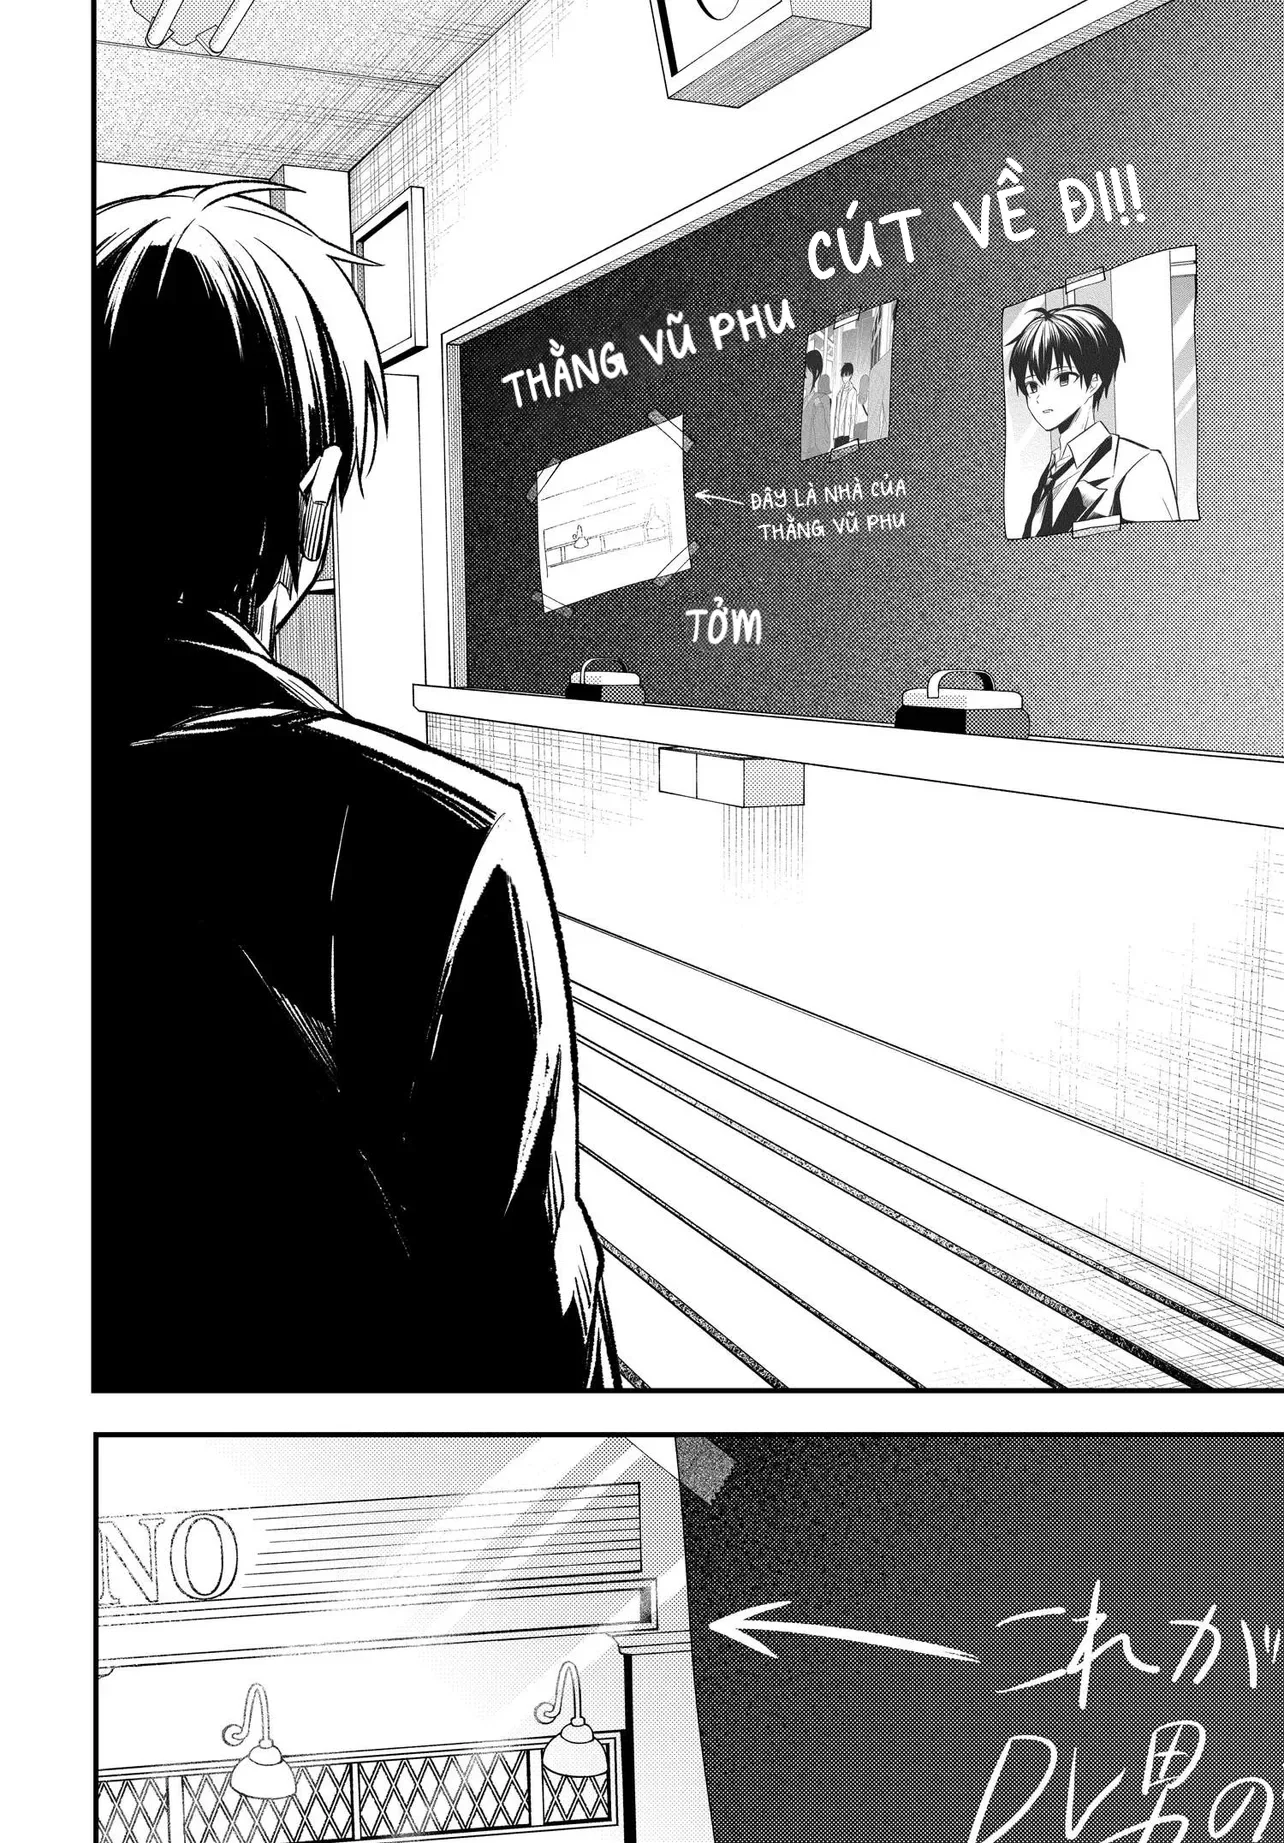 CÚT VỀ ĐI!!
THẰNG VŨ PHU
ĐÂY LÀ NHÀ CỦA
THẰNG VŨ PHU
TỞM
NO
これが
DV男の